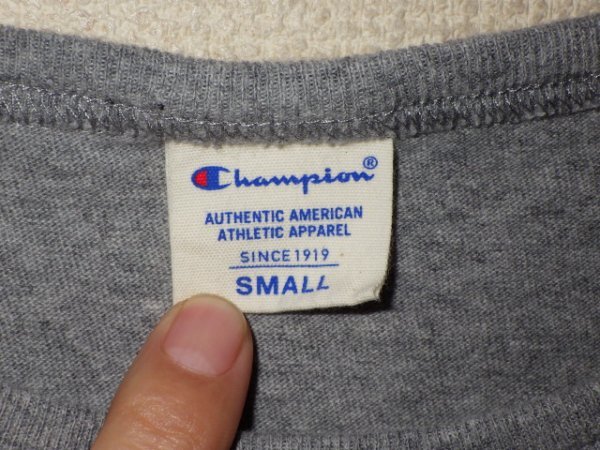 Champion®
AUTHENTIC AMERICAN
ATHLETIC APPAREL
SINCE 1919
SMALL